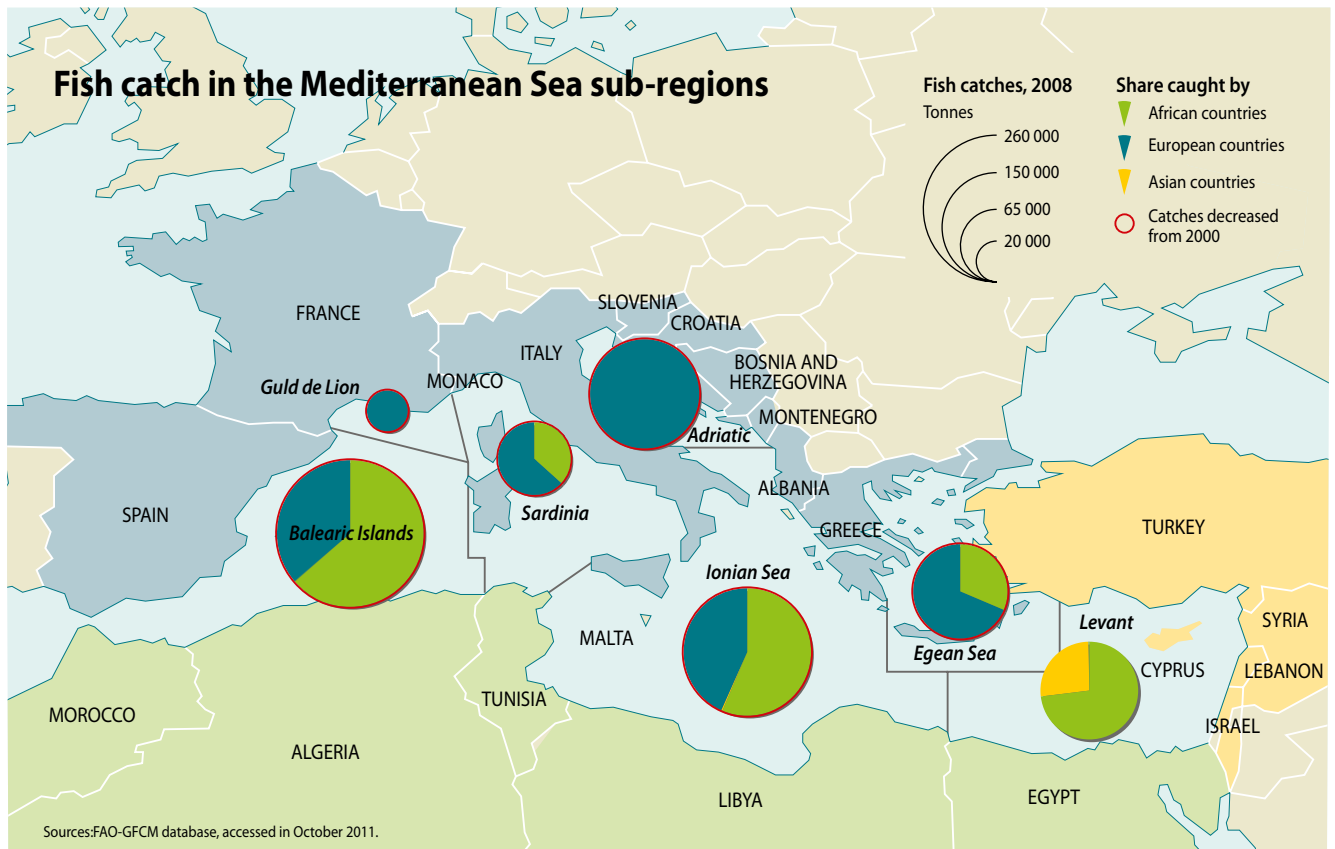 Fish catch in the Mediterranean Sea sub-regions
Fish catches, 2008
Tonnes
260 000
150 000
65 000
20 000
Share caught by
African countries
European countries
Asian countries
Catches decreased
from 2000
FRANCE
SLOVENIA
CROATIA
ITALY
BOSNIA AND
HERZEGOVINA
MONACO
Guld de Lion
MONTENEGRO
Adriatic
ALBANIA
SPAIN
Balearic Islands
Sardinia
GREECE
TURKEY
Ionian Sea
MALTA
Egean Sea
Levant
SYRIA
CYPRUS
LEBANON
TUNISIA
MOROCCO
ISRAEL
ALGERIA
LIBYA
EGYPT
Sources:FAO-GFCM database, accessed in October 2011.